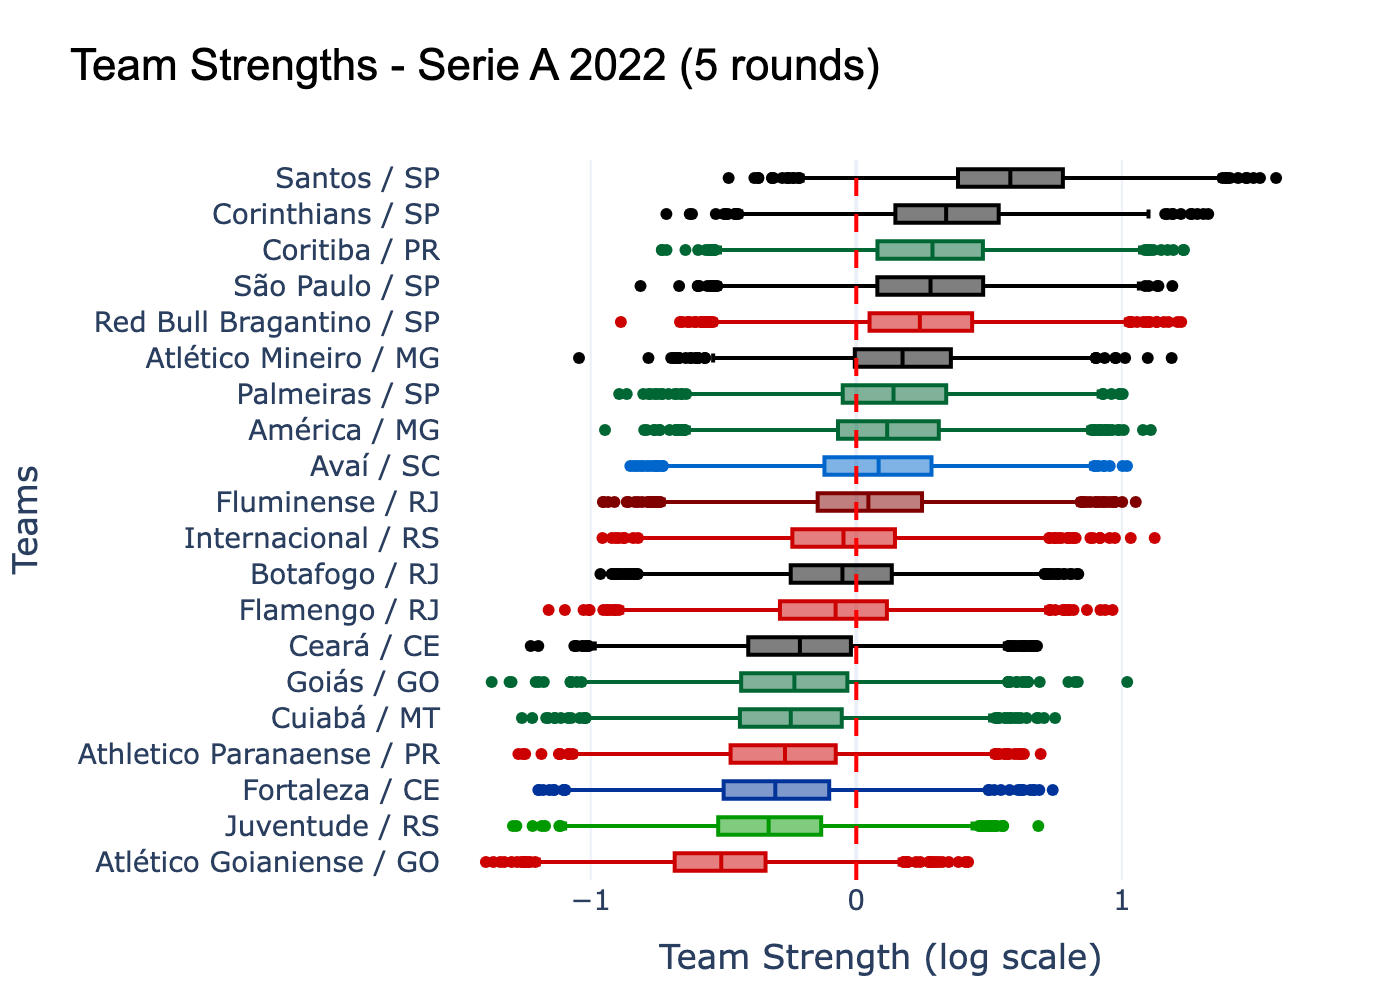 Team Strengths - Serie A 2022 (5 rounds)
Santos / SP
Corinthians / SP
Coritiba / PR
São Paulo / SP
Red Bull Bragantino / SP
Atlético Mineiro / MG
Palmeiras / SP
América / MG
Avaí / SC
Fluminense / RJ
Internacional / RS
Botafogo / RJ
Flamengo / RJ
Ceará / CE
Goiás / GO
Cuiabá / MT
Athletico Paranaense / PR
Fortaleza / CE
Juventude / RS
Atlético Goianiense / GO
Teams
−1 0 1
Team Strength (log scale)